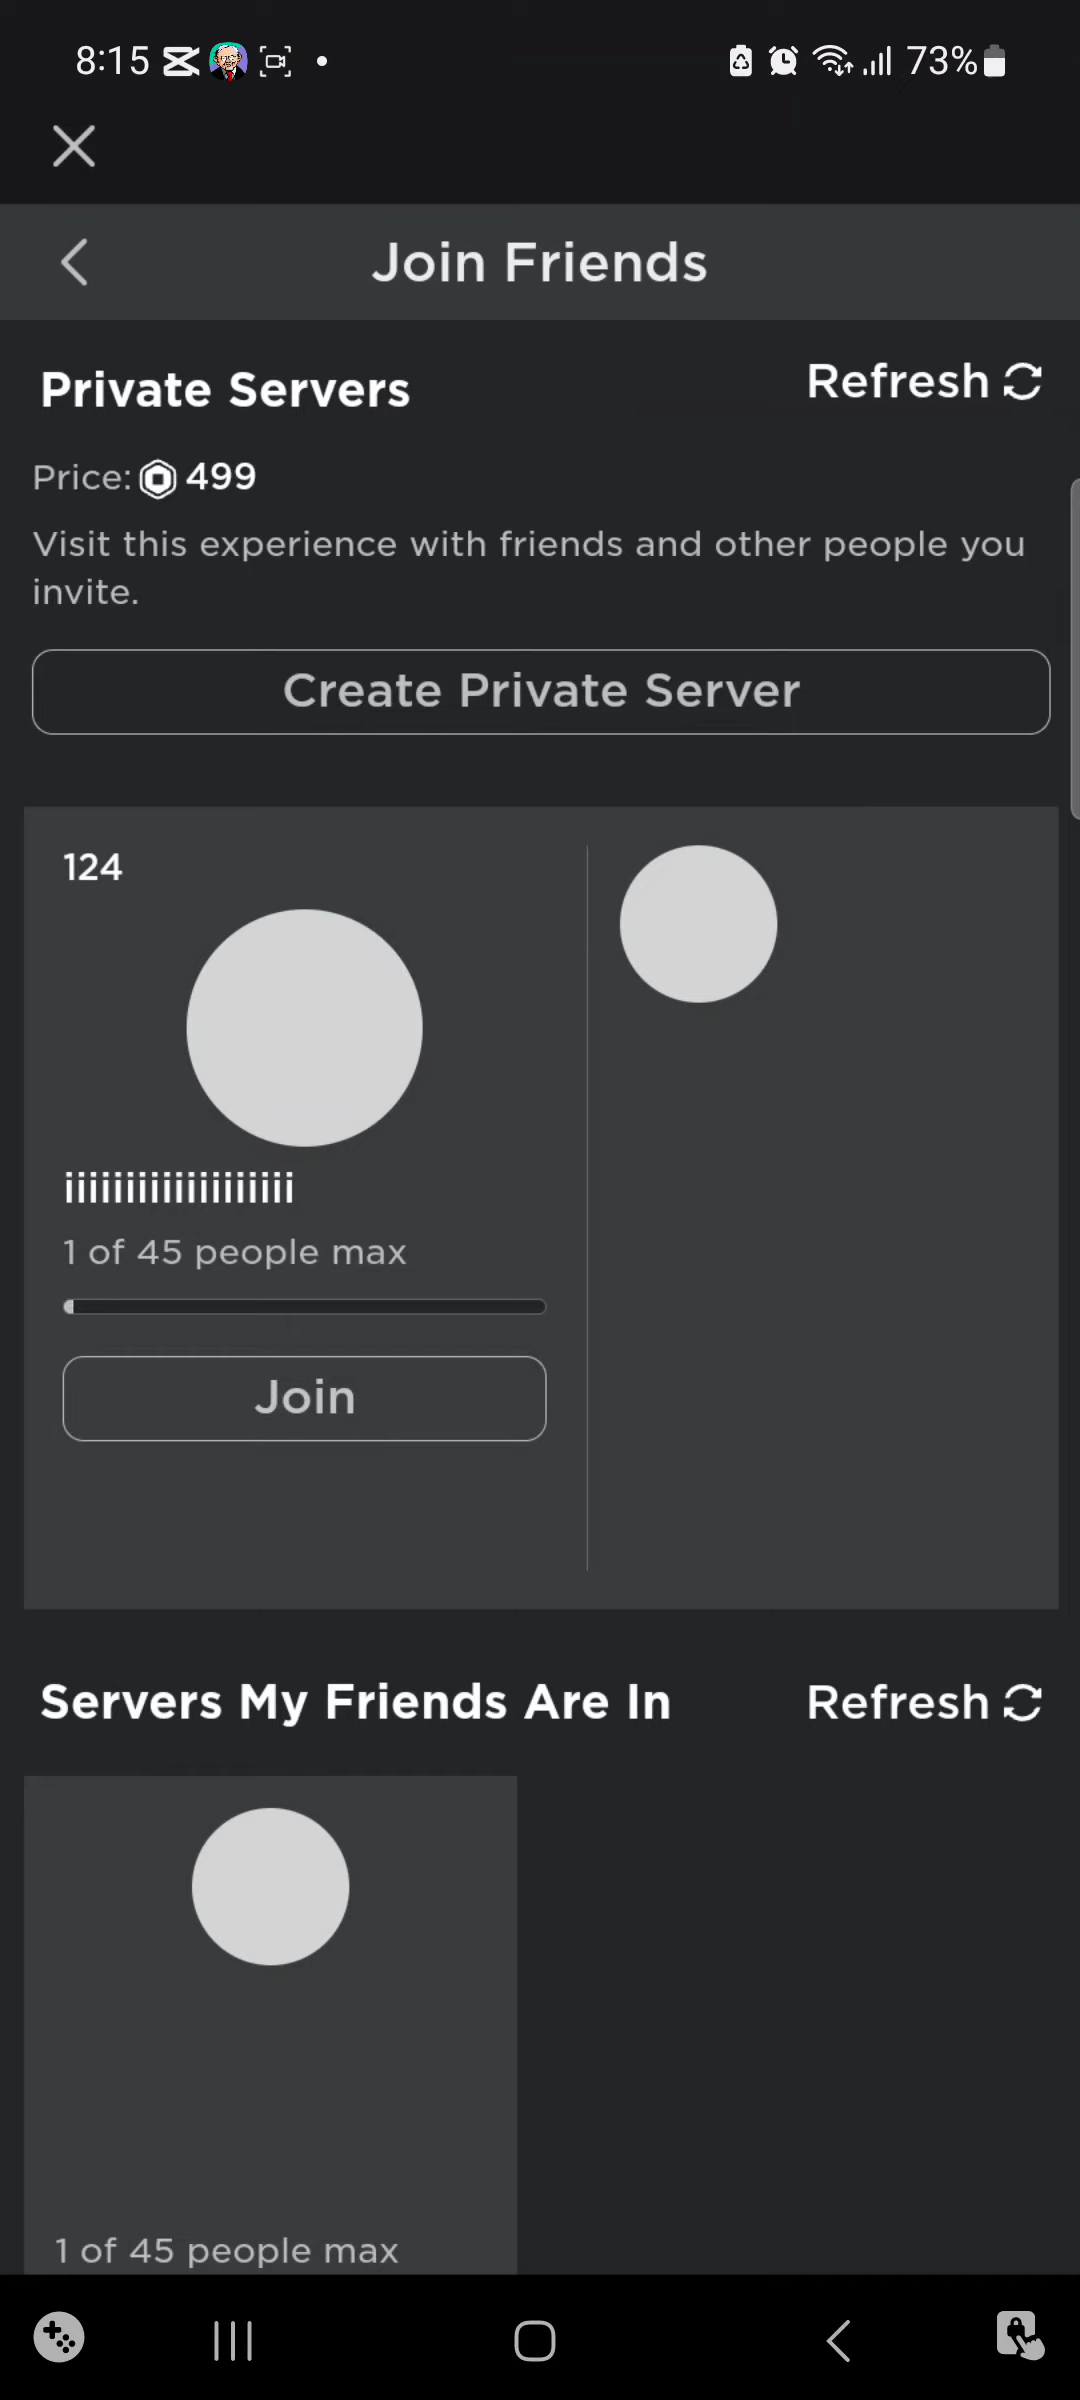 8:15
73%
Join Friends
Private Servers
Refresh
Price: 499
Visit this experience with friends and other people you
invite.
Create Private Server
124
iiiiiiiiiiiiiiiiiii
1 of 45 people max
Join
Servers My Friends Are In
Refresh
1 of 45 people max